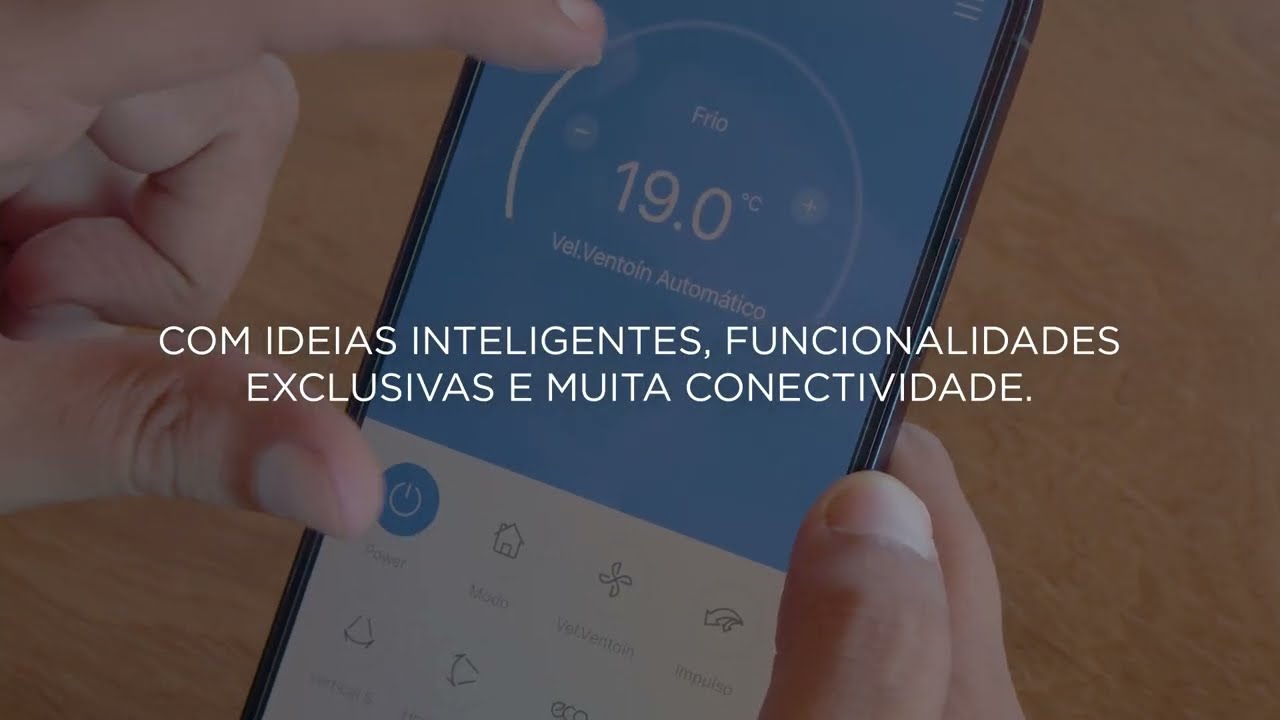 Frio
19.0 °C
Vel.Ventoin Automático
COM IDEIAS INTELIGENTES, FUNCIONALIDADES
EXCLUSIVAS E MUITA CONECTIVIDADE.
Power
Modo
Vel.Ventoin
Impulso
eco